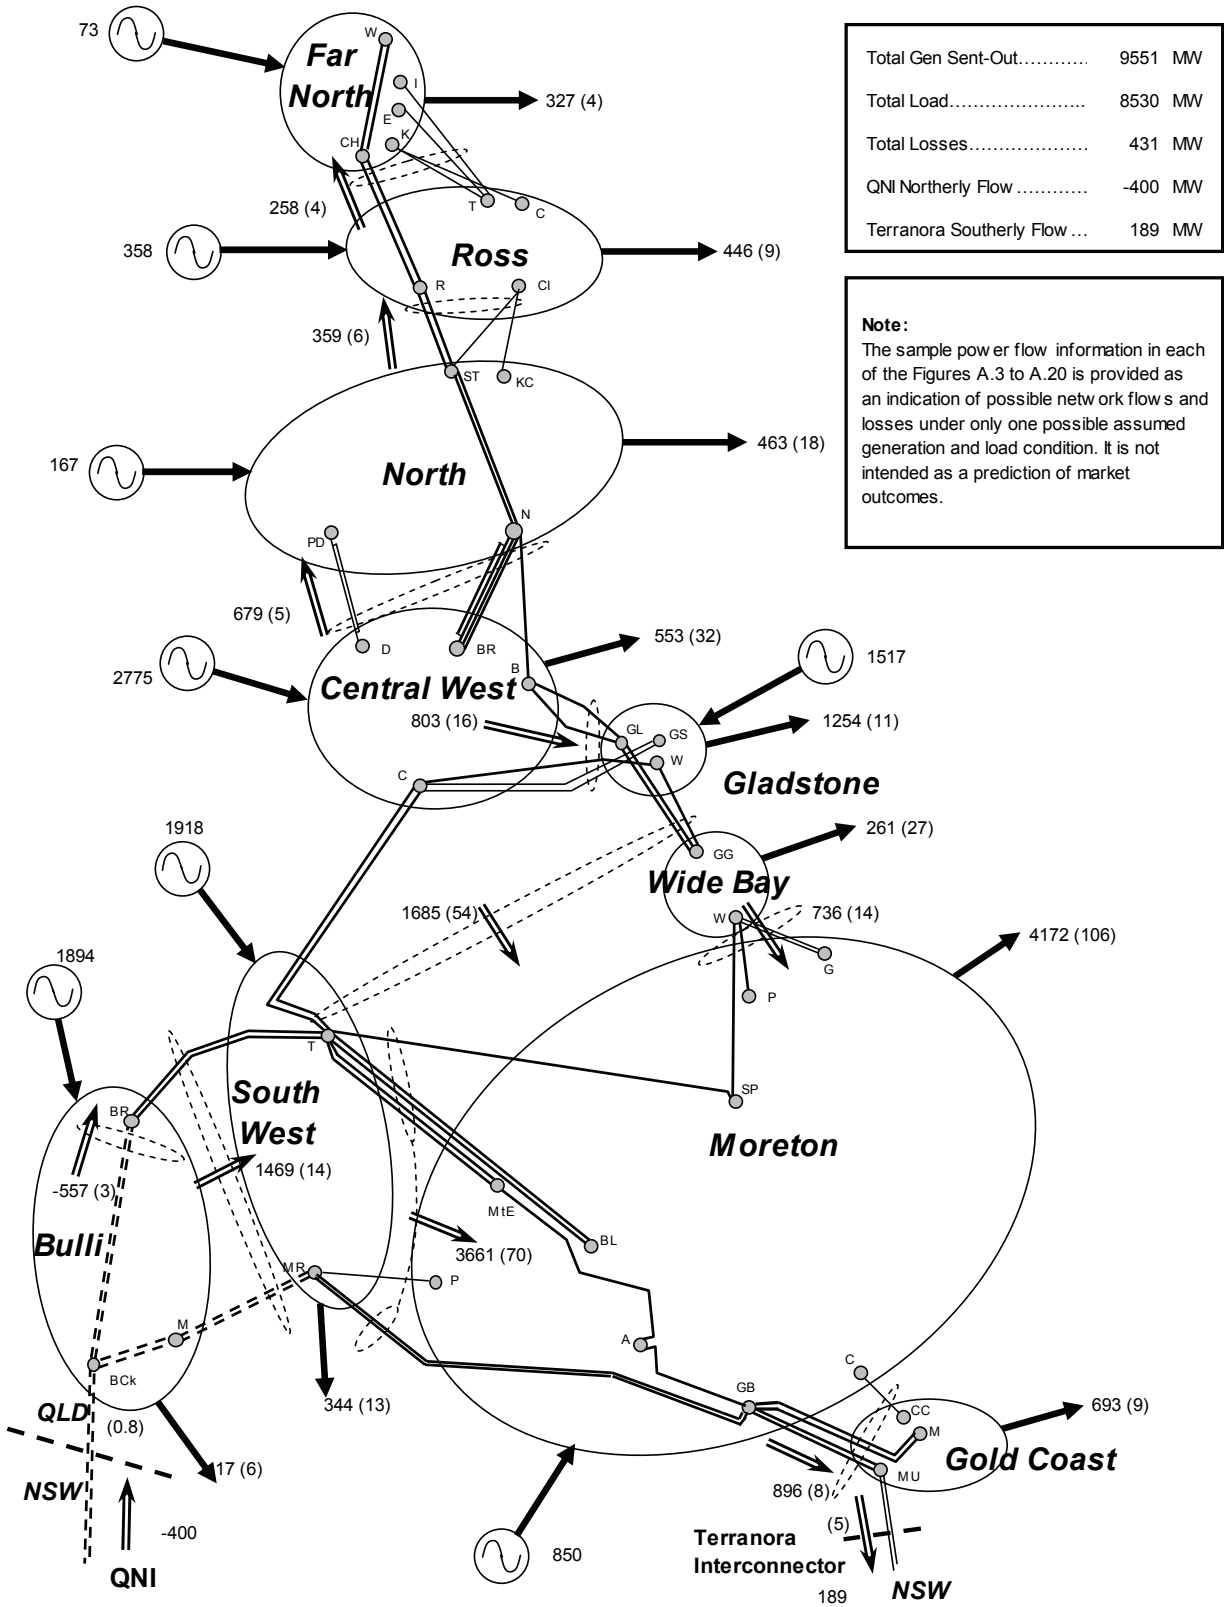 73
W
Far
North
I
E
K
CH
327 (4)
258 (4)
T
C
358
Ross
446 (9)
R
CI
359 (6)
ST
KC
463 (18)
167
North
N
PD
679 (5)
D
BR
553 (32)
1517
2775
B
Central West
803 (16)
GL
GS
1254 (11)
W
C
Gladstone
1918
261 (27)
GG
Wide Bay
1685 (54)
W
736 (14)
4172 (106)
G
1894
P
T
SP
South
West
BR
Moreton
1469 (14)
-557 (3)
MtE
BL
Bulli
3661 (70)
MR
P
M
A
BCk
C
344 (13)
GB
CC
693 (9)
QLD
(0.8)
M
Gold Coast
17 (6)
MU
NSW
896 (8)
(5)
-400
Terranora
Interconnector
850
QNI
189
NSW
Total Gen Sent-Out............ 9551 MW
Total Load....................... 8530 MW
Total Losses.................... 431 MW
QNI Northerly Flow ............ -400 MW
Terranora Southerly Flow ... 189 MW
Note:
The sample power flow information in each
of the Figures A.3 to A.20 is provided as
an indication of possible network flows and
losses under only one possible assumed
generation and load condition. It is not
intended as a prediction of market
outcomes.